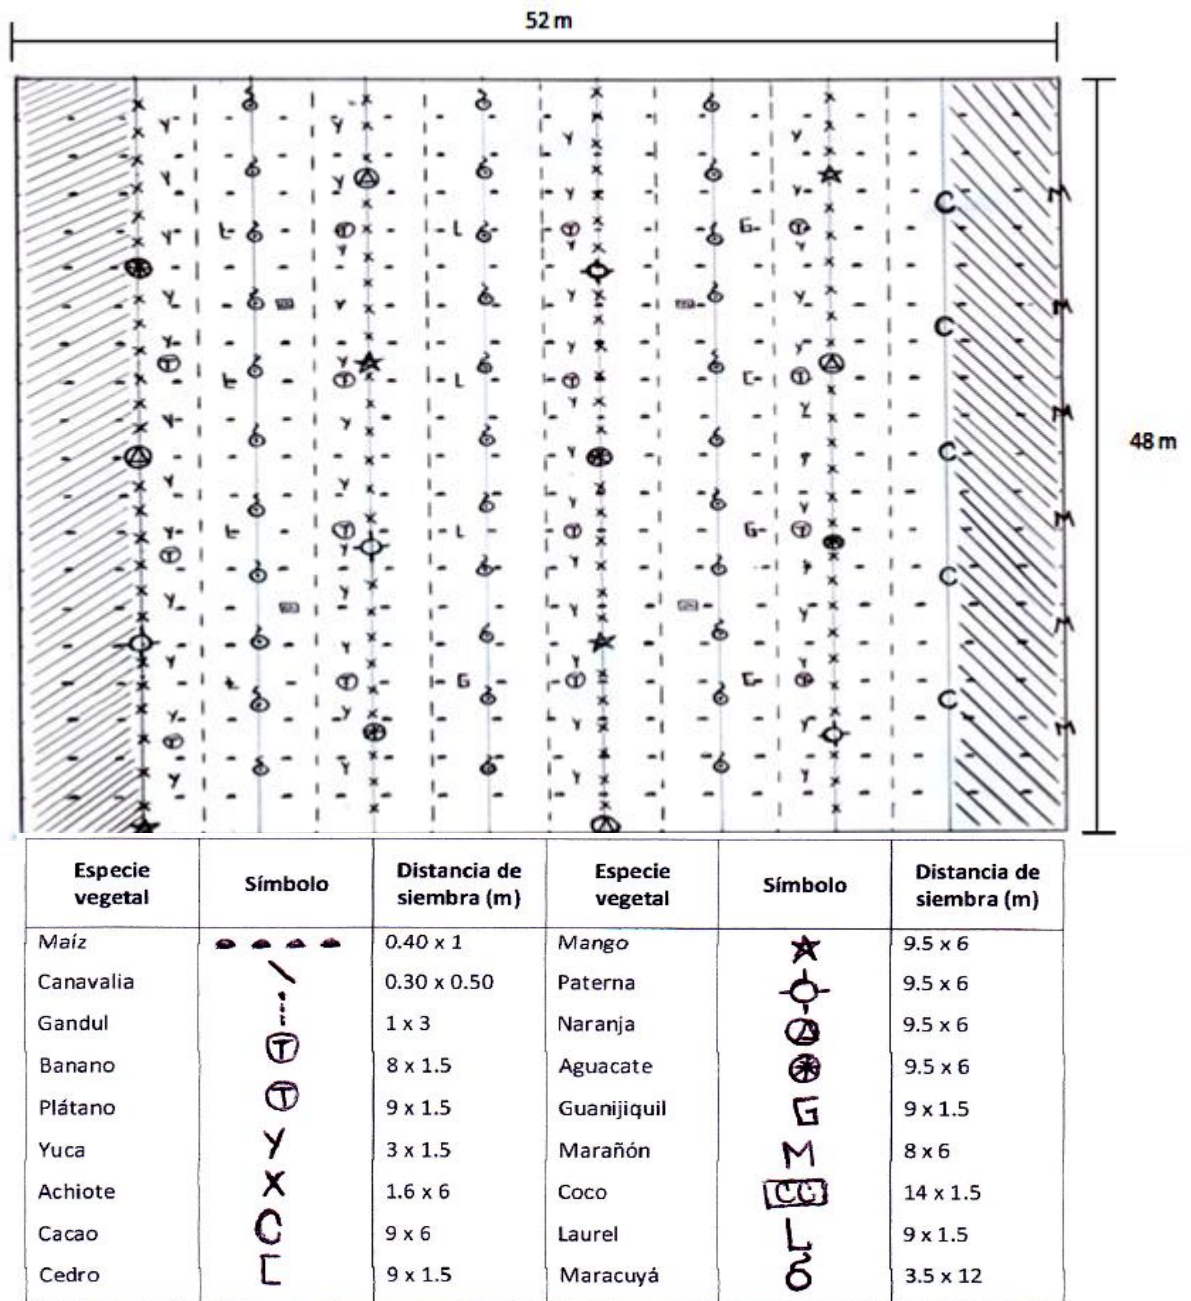 52 m
48 m
Especie vegetal Símbolo Distancia de siembra (m) Especie vegetal Símbolo Distancia de siembra (m)
Maíz 0.40 x 1 Mango 9.5 x 6
Canavalia 0.30 x 0.50 Paterna 9.5 x 6
Gandul 1 x 3 Naranja 9.5 x 6
Banano T 8 x 1.5 Aguacate 9.5 x 6
Plátano T 9 x 1.5 Guanijiquil G 9 x 1.5
Yuca Y 3 x 1.5 Marañón M 8 x 6
Achiote X 1.6 x 6 Coco CC 14 x 1.5
Cacao C 9 x 6 Laurel L 9 x 1.5
Cedro C 9 x 1.5 Maracuyá 3.5 x 12